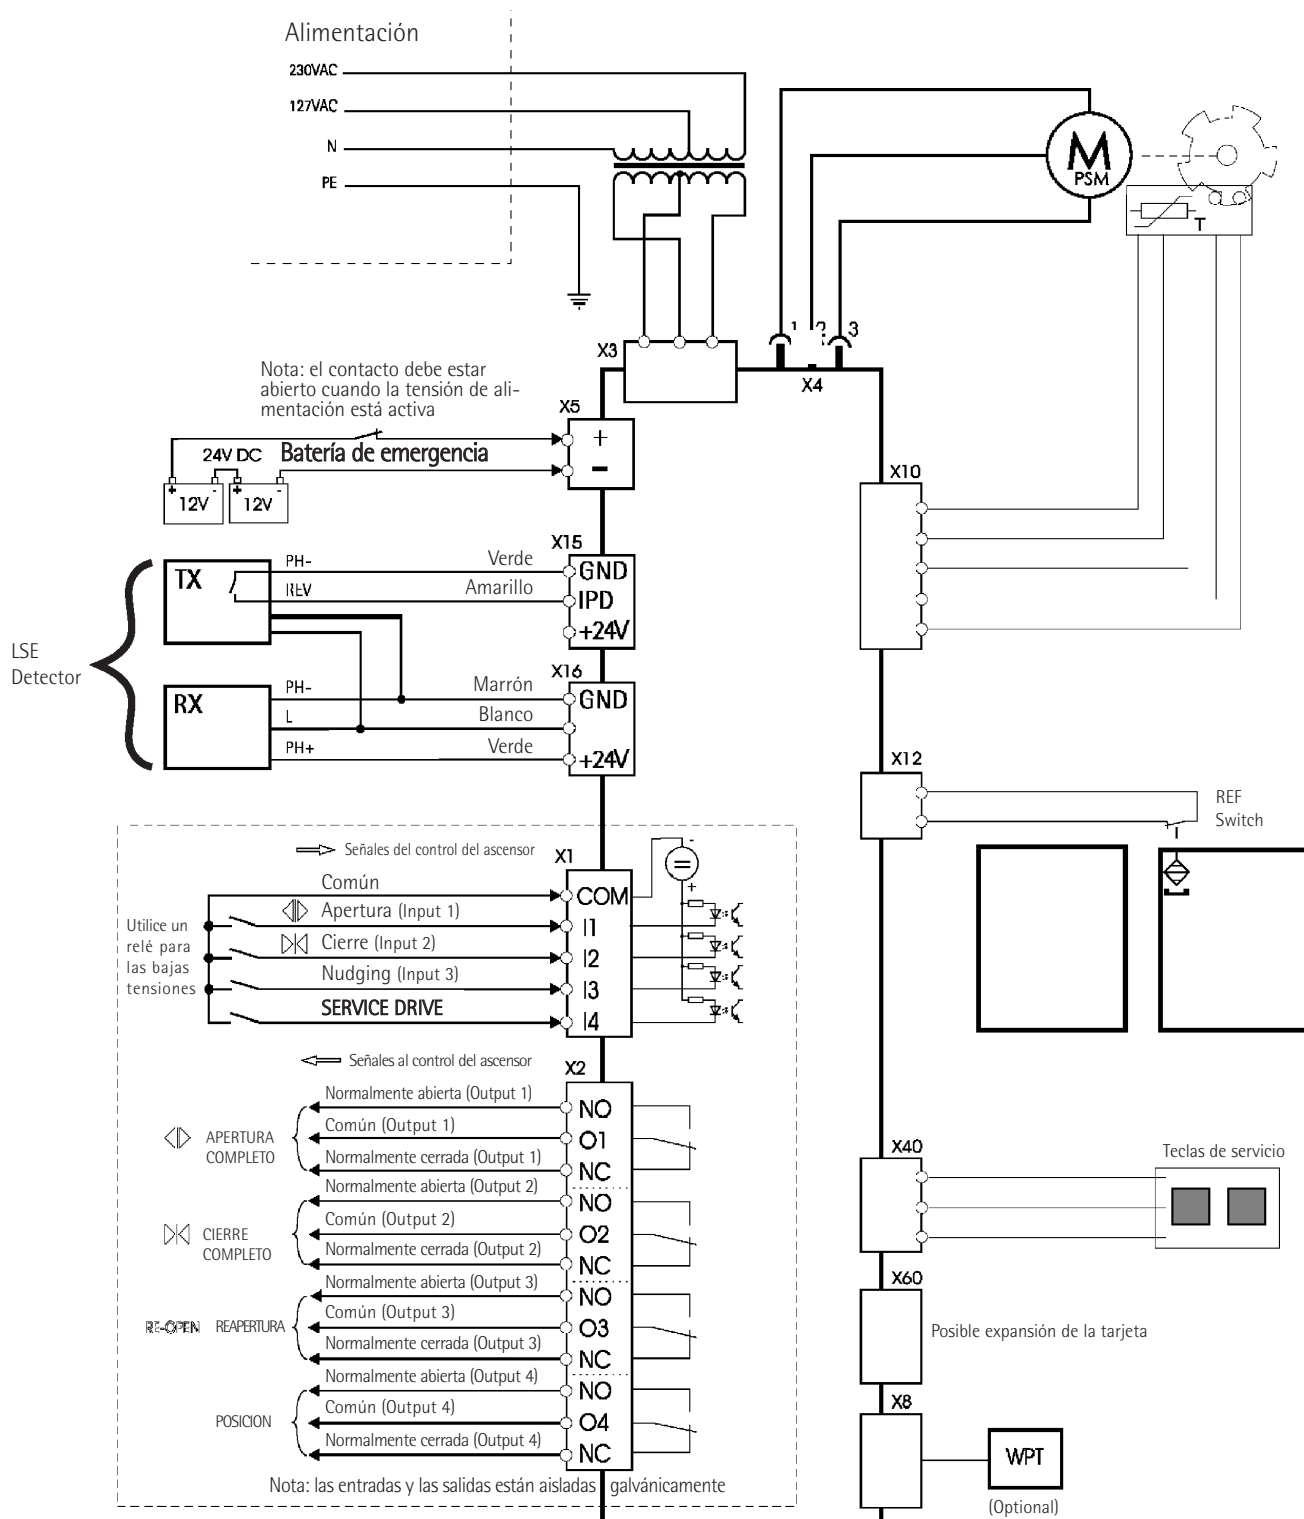 Alimentación
230VAC
127VAC
N
PE
M
PSM
T
1 2 3
X3
X4
Nota: el contacto debe estar
abierto cuando la tensión de ali-
mentación está activa
X5
+
-
24V DC
Batería de emergencia
+ - + -
12V 12V
X10
X15
TX
PH-
Verde
GND
REV
Amarillo
IPD
+24V
LSE
Detector
X16
RX
PH-
Marrón
GND
L
Blanco
PH+
Verde
+24V
X12
REF
Switch
Señales del control del ascensor
X1
-
+
Común
COM
Utilice un
relé para
las bajas
tensiones
Apertura (Input 1)
I1
Cierre (Input 2)
I2
Nudging (Input 3)
I3
SERVICE DRIVE
I4
Señales al control del ascensor
X2
Normalmente abierta (Output 1)
NO
APERTURA
COMPLETO
Común (Output 1)
O1
Normalmente cerrada (Output 1)
NC
Normalmente abierta (Output 2)
NO
CIERRE
COMPLETO
Común (Output 2)
O2
Normalmente cerrada (Output 2)
NC
Normalmente abierta (Output 3)
NO
RE-OPEN REAPERTURA
Común (Output 3)
O3
Normalmente cerrada (Output 3)
NC
Normalmente abierta (Output 4)
NO
POSICION
Común (Output 4)
O4
Normalmente cerrada (Output 4)
NC
Nota: las entradas y las salidas están aisladas galvánicamente
X40
Teclas de servicio
X60
Posible expansión de la tarjeta
X8
WPT
(Optional)